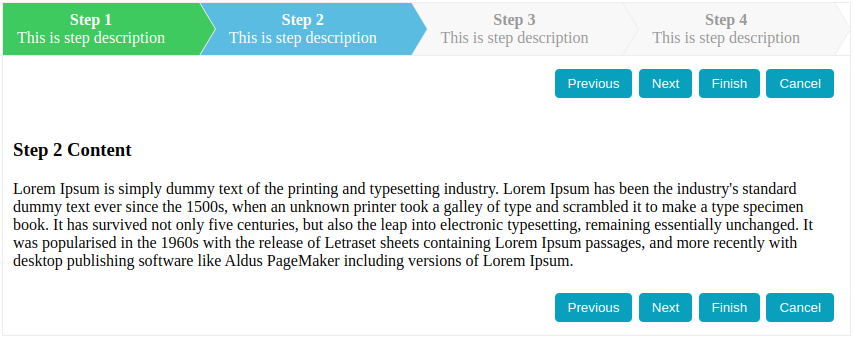 Step 1
This is step description
Step 2
This is step description
Step 3
This is step description
Step 4
This is step description
Previous Next Finish Cancel
Step 2 Content
Lorem Ipsum is simply dummy text of the printing and typesetting industry. Lorem Ipsum has been the industry's standard
dummy text ever since the 1500s, when an unknown printer took a galley of type and scrambled it to make a type specimen
book. It has survived not only five centuries, but also the leap into electronic typesetting, remaining essentially unchanged. It
was popularised in the 1960s with the release of Letraset sheets containing Lorem Ipsum passages, and more recently with
desktop publishing software like Aldus PageMaker including versions of Lorem Ipsum.
Previous Next Finish Cancel